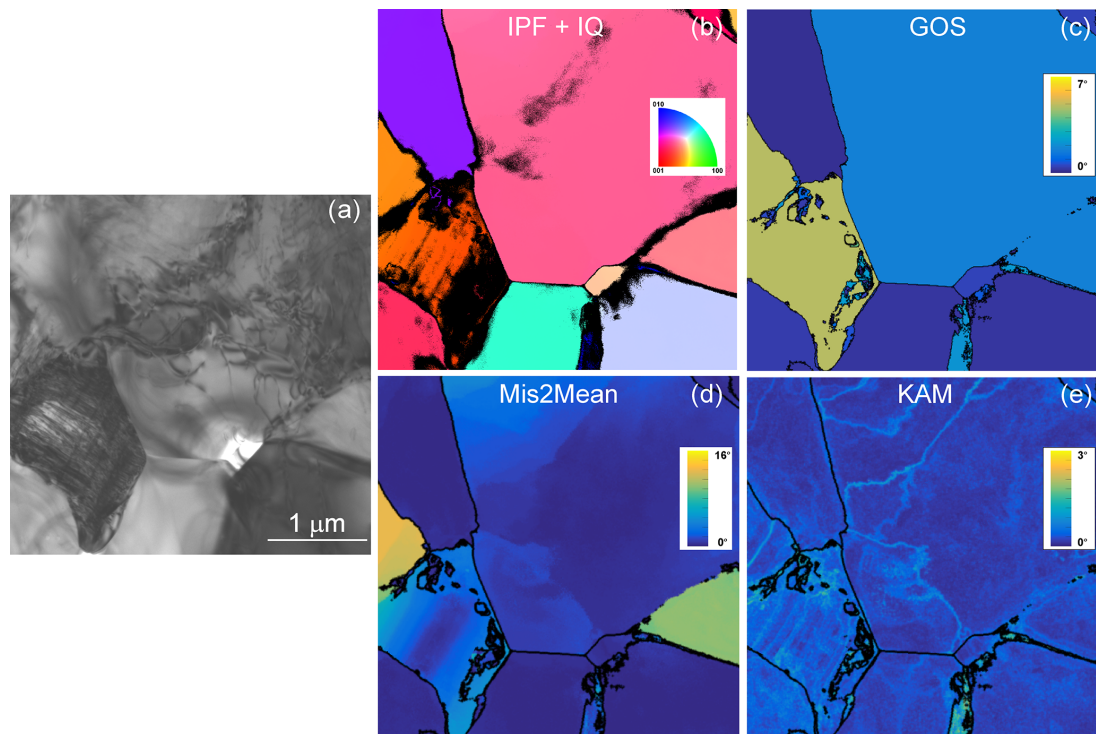 (a)
1 μm
IPF + IQ
(b)
010
001
100
GOS
(c)
7°
0°
Mis2Mean
(d)
16°
0°
KAM
(e)
3°
0°